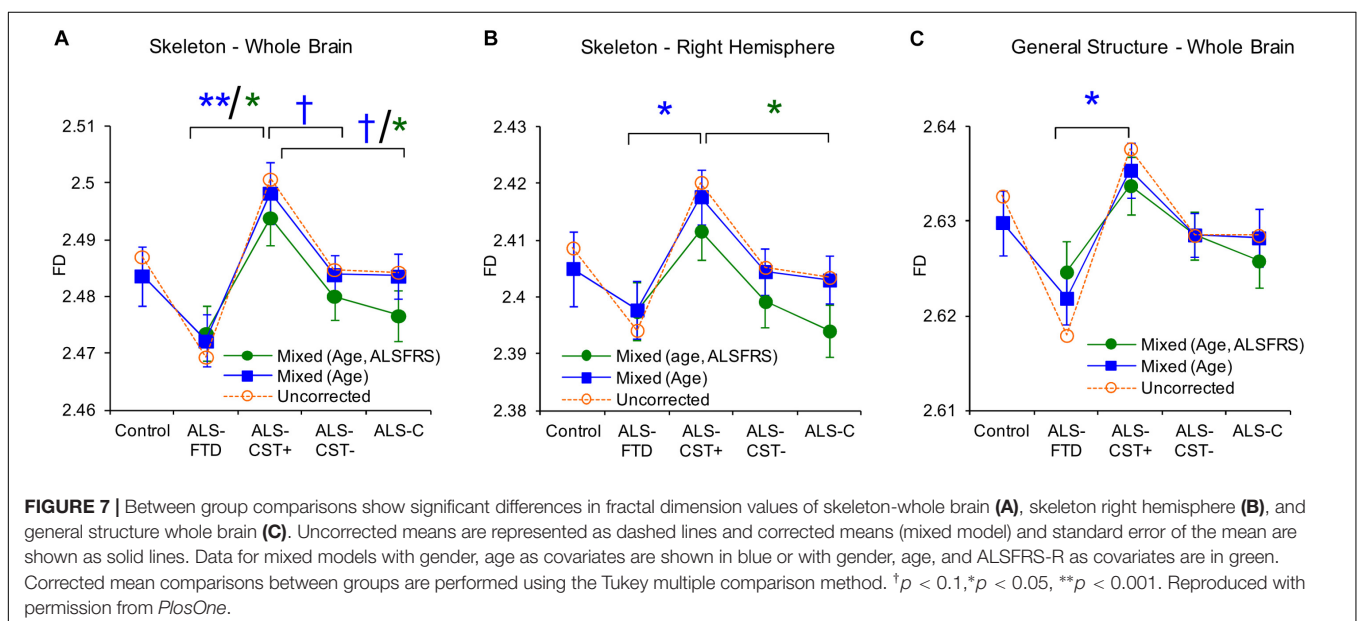 A Skeleton - Whole Brain
**/* † †/*
2.51
2.5
2.49
2.48
2.47
2.46
FD
Mixed (Age, ALSFRS)
Mixed (Age)
Uncorrected
Control ALS-FTD ALS-CST+ ALS-CST- ALS-C
B Skeleton - Right Hemisphere
* *
2.43
2.42
2.41
2.4
2.39
2.38
FD
Mixed (age, ALSFRS)
Mixed (Age)
Uncorrected
Control ALS-FTD ALS-CST+ ALS-CST- ALS-C
C General Structure - Whole Brain
*
2.64
2.63
2.62
2.61
FD
Mixed (Age, ALSFRS)
Mixed (Age)
Uncorrected
Control ALS-FTD ALS-CST+ ALS-CST- ALS-C
FIGURE 7 | Between group comparisons show significant differences in fractal dimension values of skeleton-whole brain (A), skeleton right hemisphere (B), and
general structure whole brain (C). Uncorrected means are represented as dashed lines and corrected means (mixed model) and standard error of the mean are
shown as solid lines. Data for mixed models with gender, age as covariates are shown in blue or with gender, age, and ALSFRS-R as covariates are in green.
Corrected mean comparisons between groups are performed using the Tukey multiple comparison method. †p < 0.1,*p < 0.05, **p < 0.001. Reproduced with
permission from PlosOne.